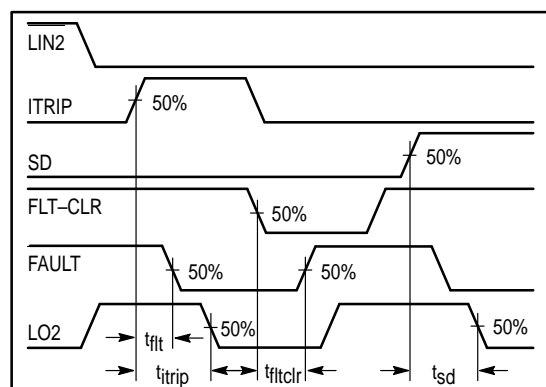 LIN2
ITRIP
50%
SD
50%
FLT–CLR
50%
FAULT
50%
50%
LO2
tflt
50%
titrip
tfltclr
tsd
50%